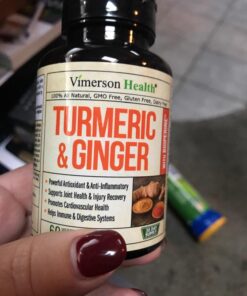 Vimerson Health®
100% All Natural, GMO Free, Gluten Free, Dairy Free
TURMERIC
& GINGER
• Powerful Antioxidant & Anti-Inflammatory
• Supports Joint Health & Injury Recovery
• Promotes Cardiovascular Health
• Helps Immune & Digestive Systems